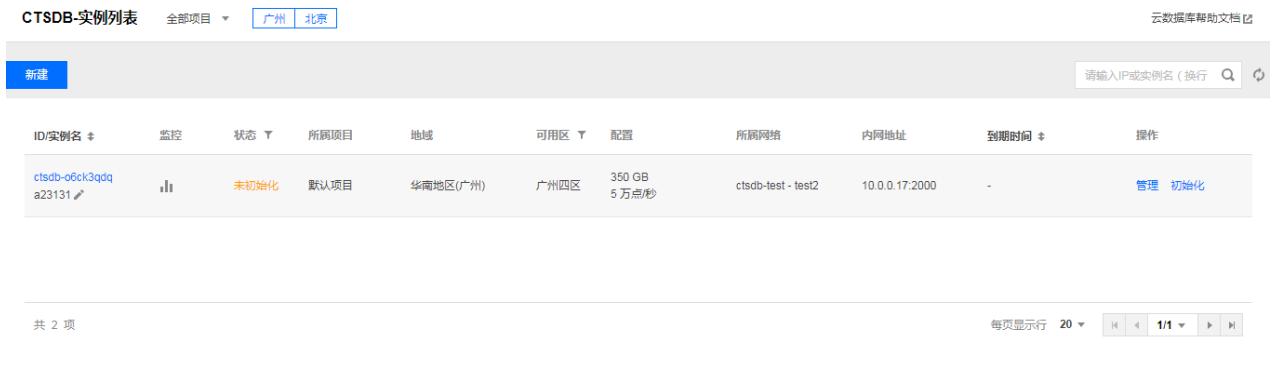 CTSDB-实例列表 全部项目 广州 北京 云数据库帮助文档
新建 请输入IP或实例名 ( 换行
ID/实例名 监控 状态 所属项目 地域 可用区 配置 所属网络 内网地址 到期时间 操作
ctsdb-o6ck3qdq 未初始化 默认项目 华南地区(广州) 广州四区 350 GB ctsdb-test - test2 10.0.0.17:2000 - 管理 初始化
a23131 5 万点/秒
共 2 项 每页显示行 20 1/1